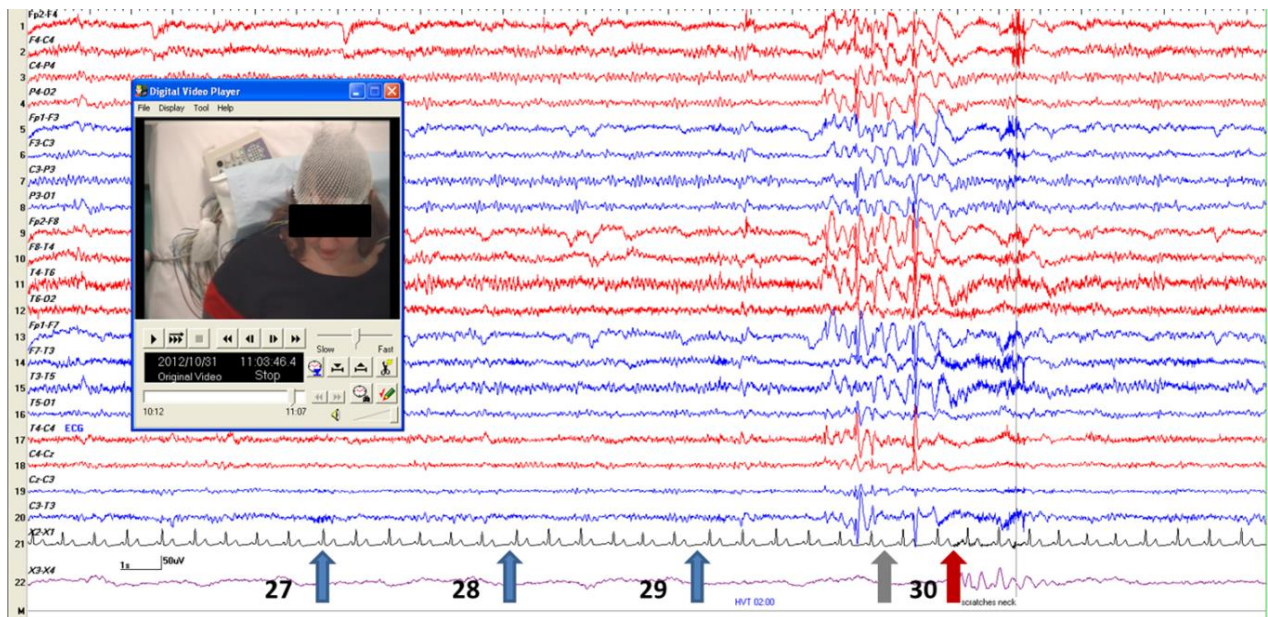 Fp2-F4
1
F4-C4
2
C4-P4
3
P4-O2
4
Fp1-F3
5
F3-C3
6
C3-P3
7
P3-O1
8
Fp2-F8
9
F8-T4
10
T4-T6
11
T6-O2
12
Fp1-F7
13
F7-T3
14
T3-T5
15
T5-O1
16
T4-C4 ECG
17
C4-Cz
18
Cz-C3
19
C3-T3
20
X2-X1
21
X3-X4
22
M
Digital Video Player
File Display Tool Help
Slow Fast
2012/10/31 11:03:46.4
Original Video Stop
10:12 11:07
1s 50uV
27 28 29 30
HVT 02:00
scratches neck